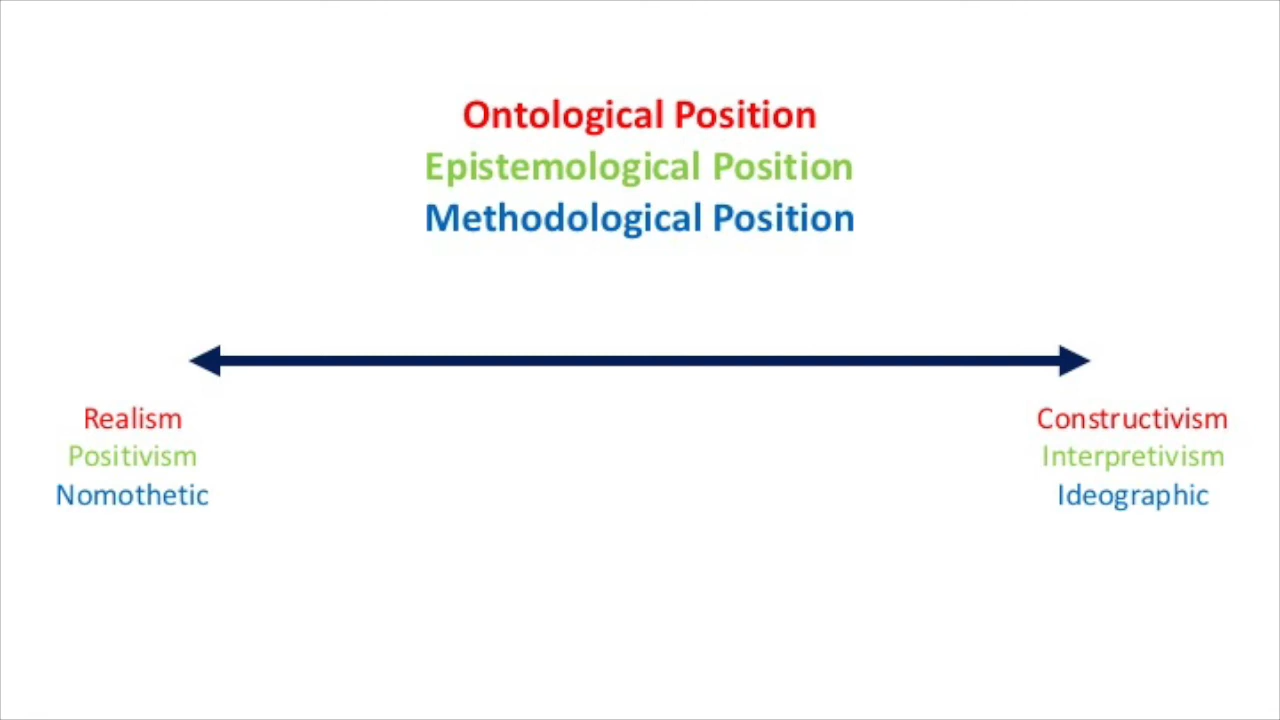 Ontological Position
Epistemological Position
Methodological Position
Realism
Positivism
Nomothetic
Constructivism
Interpretivism
Ideographic